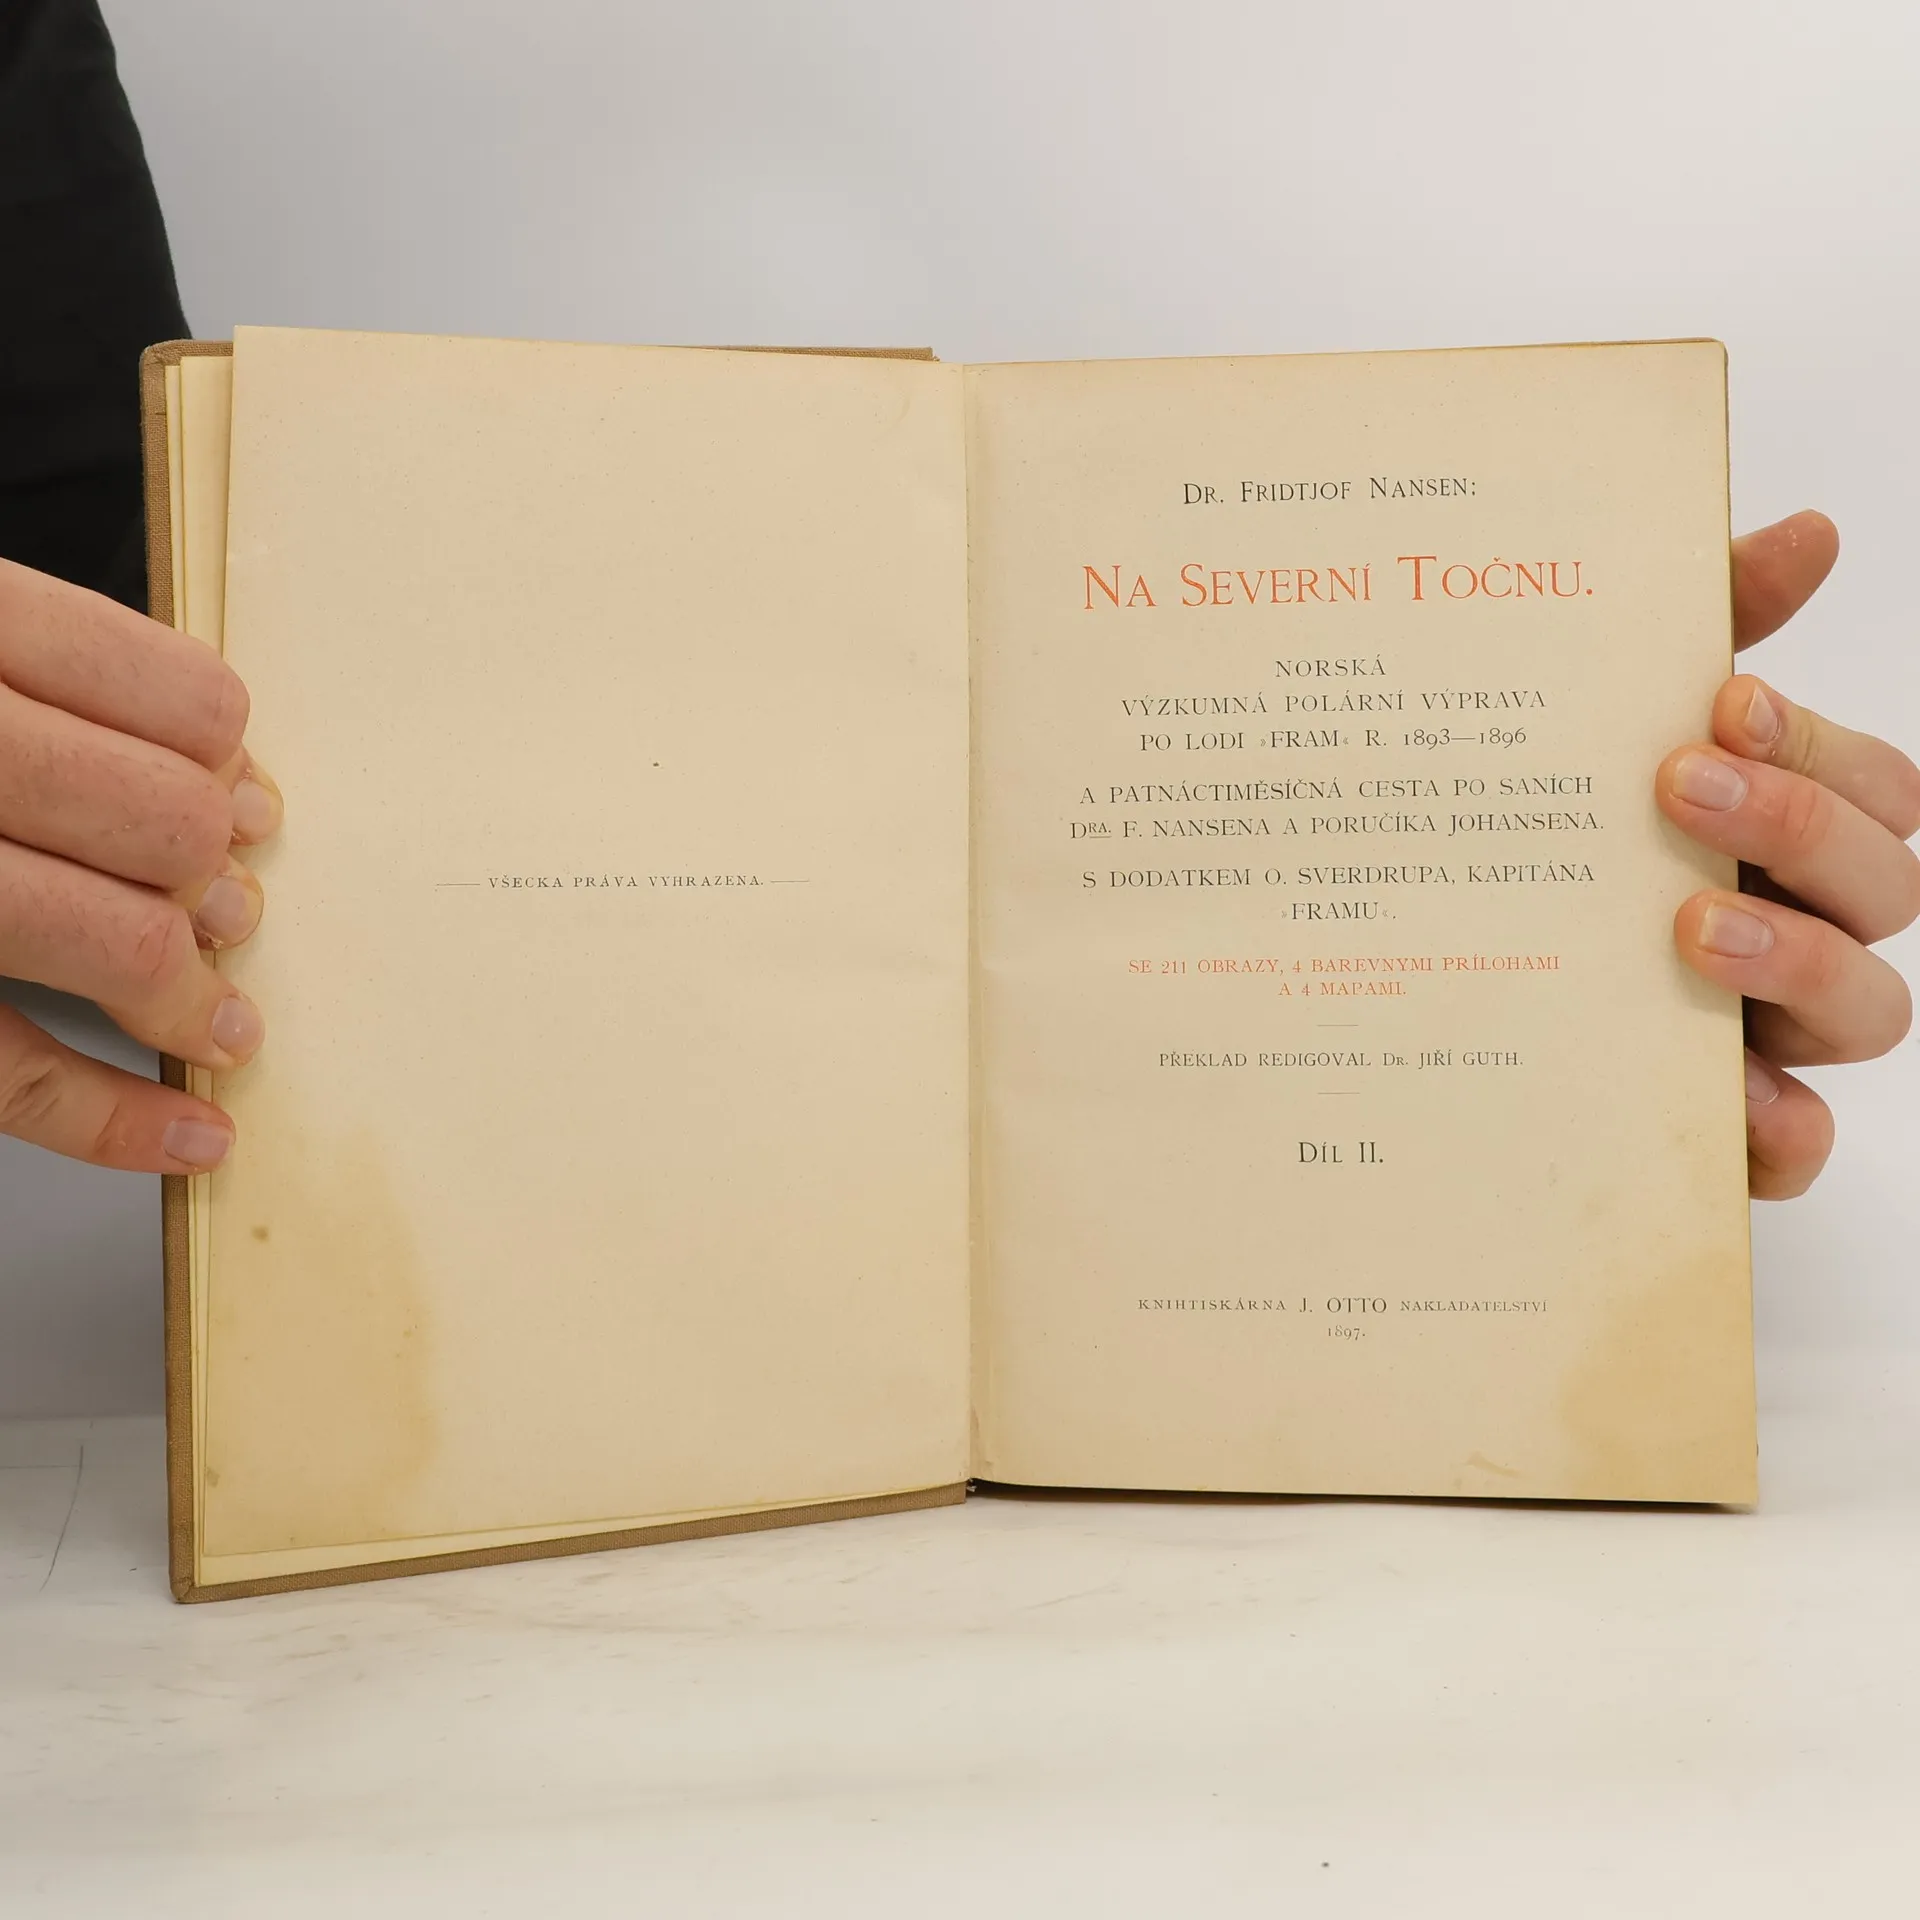 VŠECKA PRÁVA VYHRAZENA.
DR. FRIDTJOF NANSEN:
NA SEVERNÍ TOČNU.
NORSKÁ
VÝZKUMNÁ POLÁRNÍ VÝPRAVA
PO LODI »FRAM« R. 1893—1896
A PATNÁCTIMĚSÍČNÁ CESTA PO SANÍCH
DRA. F. NANSENA A PORUČÍKA JOHANSENA.
S DODATKEM O. SVERDRUPA, KAPITÁNA
»FRAMU«.
SE 211 OBRAZY, 4 BAREVNYMI PRÍLOHAMI
A 4 MAPAMI.
PŘEKLAD REDIGOVAL DR. JIŘÍ GUTH.
DÍL II.
KNIHTISKÁRNA J. OTTO NAKLADATELSTVÍ
1897.